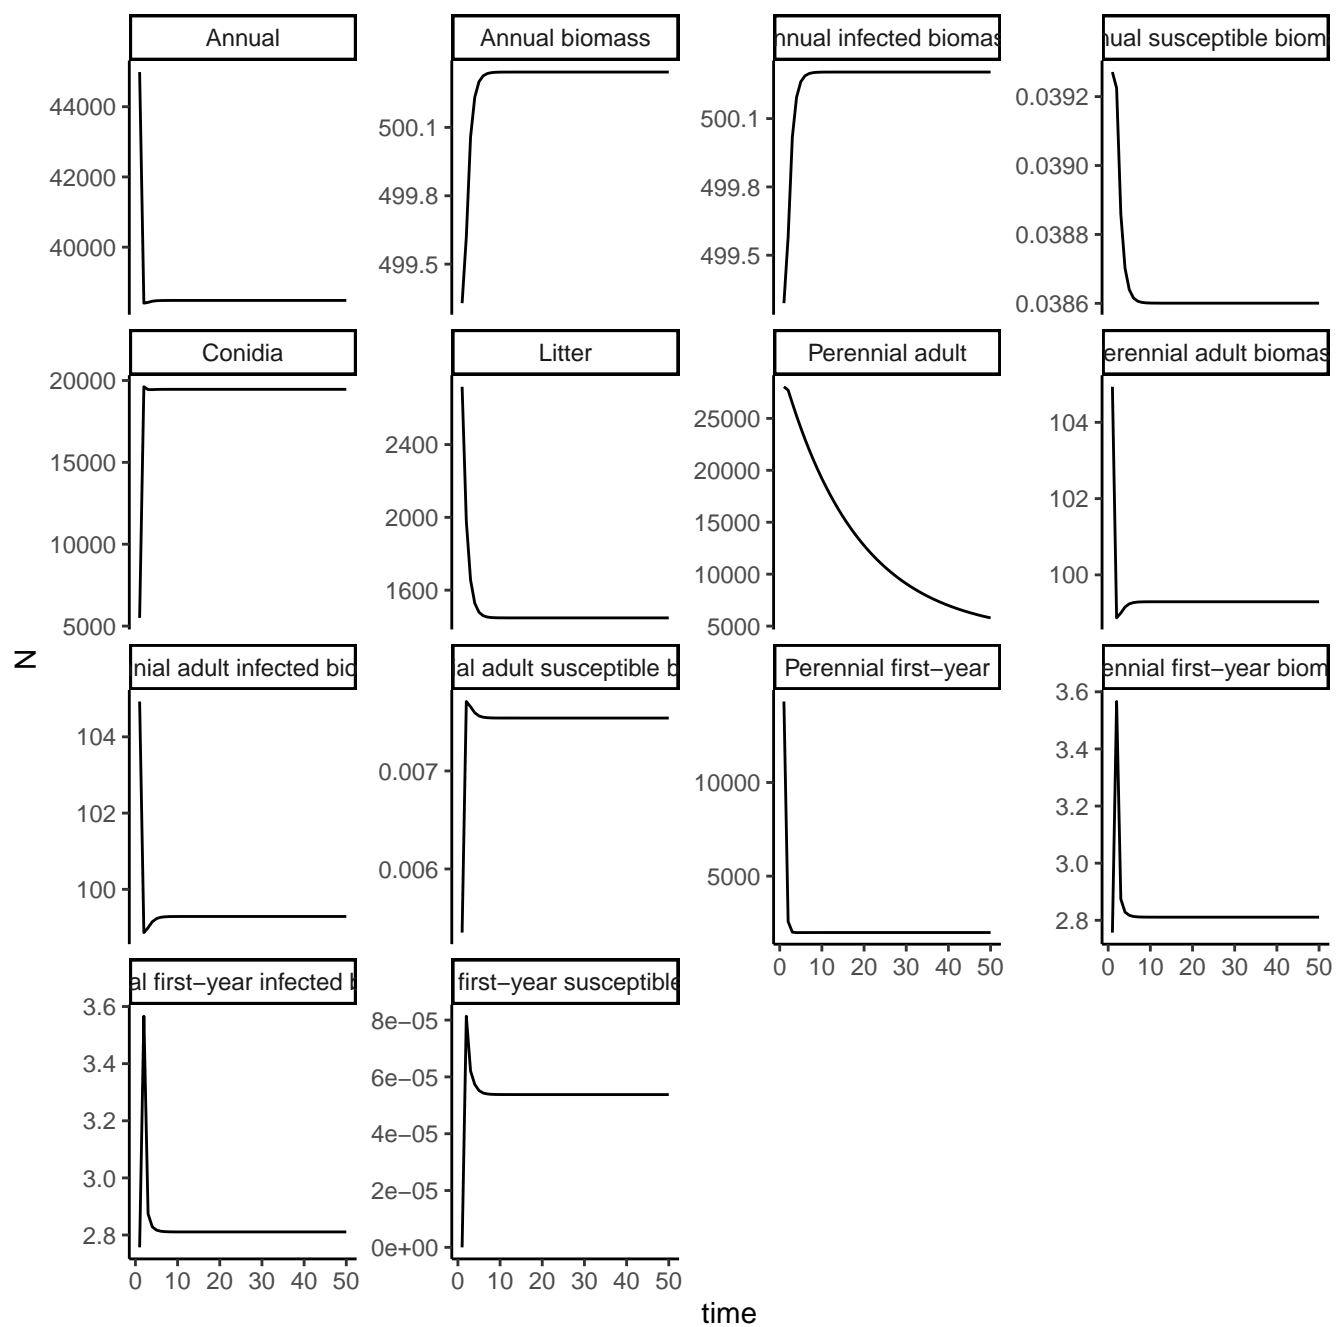 Annual
Annual biomass
nnual infected biomas
nual susceptible biom
44000
42000
40000
500.1
499.8
499.5
500.1
499.8
499.5
0.0392
0.0390
0.0388
0.0386
Conidia
Litter
Perennial adult
erennial adult biomas
20000
15000
10000
5000
2400
2000
1600
25000
20000
15000
10000
5000
104
102
100
N
nial adult infected bio
al adult susceptible b
Perennial first−year
ennial first−year biom
104
102
100
0.007
0.006
10000
5000
0 10 20 30 40 50
3.6
3.4
3.2
3.0
2.8
0 10 20 30 40 50
al first−year infected b
first−year susceptible
3.6
3.4
3.2
3.0
2.8
0 10 20 30 40 50
8e−05
6e−05
4e−05
2e−05
0e+00
0 10 20 30 40 50
time